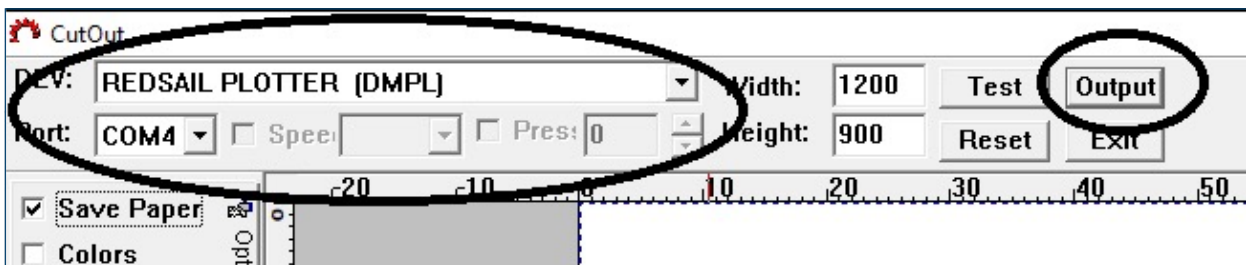 CutOut
DEV: REDSAIL PLOTTER (DMPL) Width: 1200 Test Output
Port: COM4 Speed Press 0 Height: 900 Reset Exit
-20 -10 0 10 20 30 40 50
Save Paper
0
Colors
Opt